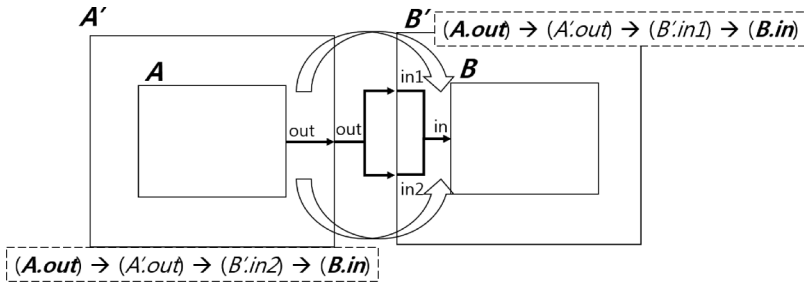 A′
B′
(A.out) → (A′.out) → (B′.in1) → (B.in)
A
B
in1
out
out
in
in2
(A.out) → (A′.out) → (B′.in2) → (B.in)